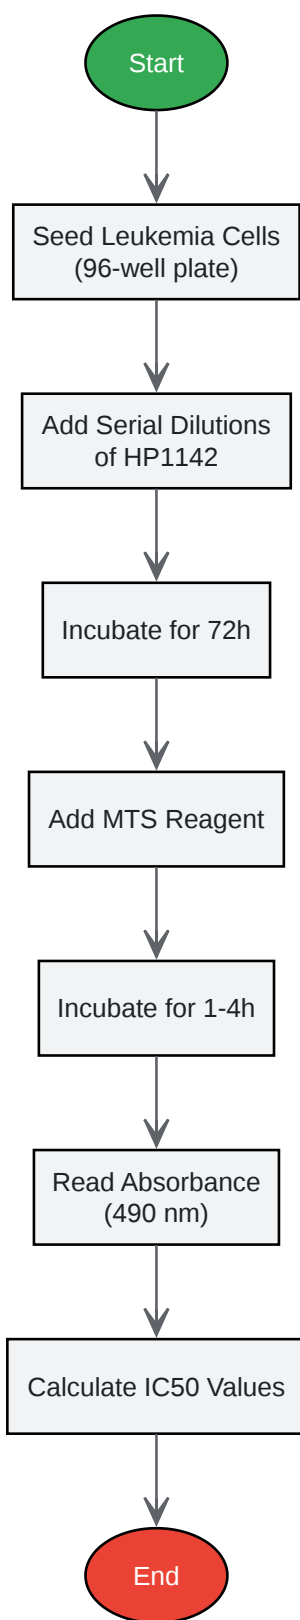 Start
Seed Leukemia Cells
(96-well plate)
Add Serial Dilutions
of HP1142
Incubate for 72h
Add MTS Reagent
Incubate for 1-4h
Read Absorbance
(490 nm)
Calculate IC50 Values
End